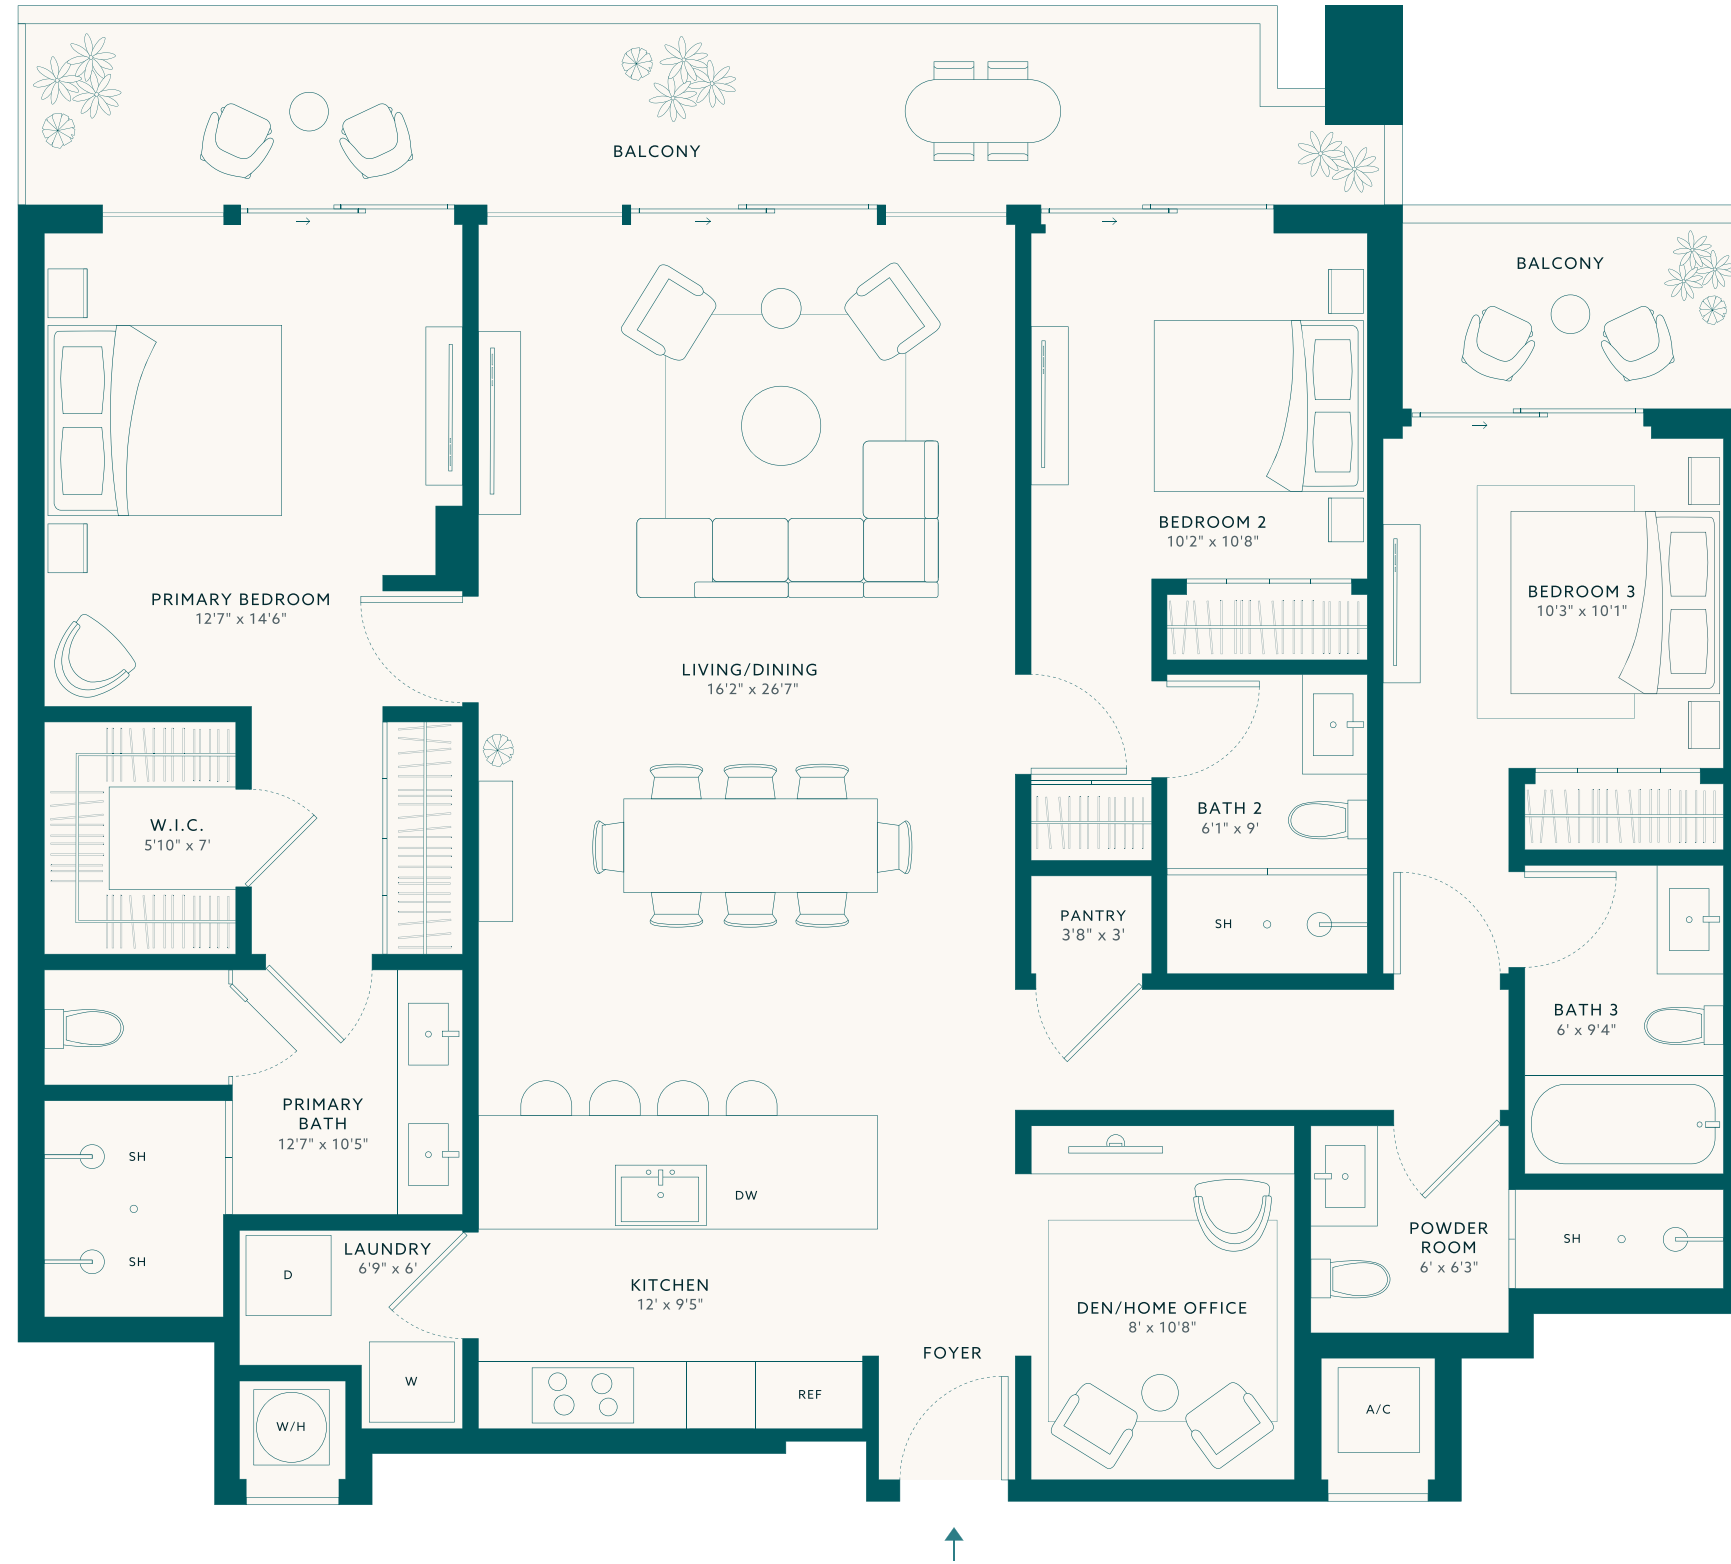 BALCONY
BALCONY
BEDROOM 2
10'2" x 10'8"
PRIMARY BEDROOM
12'7" x 14'6"
BEDROOM 3
10'3" x 10'1"
LIVING/DINING
16'2" x 26'7"
W.I.C.
5'10" x 7'
BATH 2
6'1" x 9'
PANTRY
3'8" x 3'
SH
BATH 3
6' x 9'4"
PRIMARY
BATH
12'7" x 10'5"
SH
SH
DW
LAUNDRY
6'9" x 6'
D
W
W/H
KITCHEN
12' x 9'5"
REF
FOYER
DEN/HOME OFFICE
8' x 10'8"
POWDER
ROOM
6' x 6'3"
SH
A/C